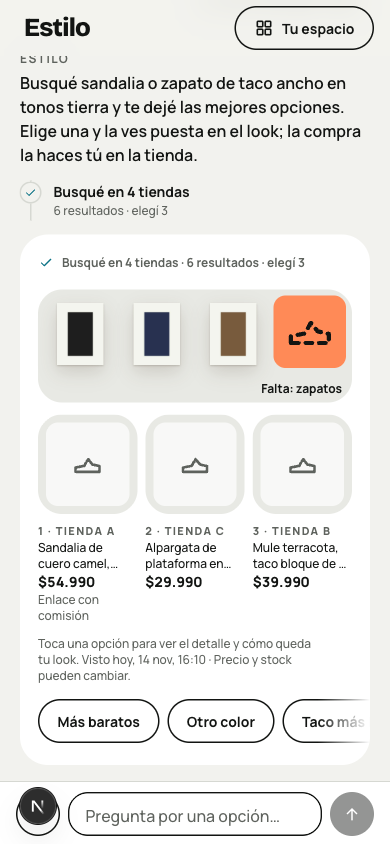 Estilo
Tu espacio
ESTILO
Busqué sandalia o zapato de taco ancho en
tonos tierra y te dejé las mejores opciones.
Elige una y la ves puesta en el look; la compra
la haces tú en la tienda.
Busqué en 4 tiendas
6 resultados · elegí 3
Busqué en 4 tiendas · 6 resultados · elegí 3
Falta: zapatos
1 · TIENDA A
Sandalia de
cuero camel,…
$54.990
Enlace con
comisión
2 · TIENDA C
Alpargata de
plataforma en…
$29.990
3 · TIENDA B
Mule terracota,
taco bloque de …
$39.990
Toca una opción para ver el detalle y cómo queda
tu look. Visto hoy, 14 nov, 16:10 · Precio y stock
pueden cambiar.
Más baratos
Otro color
Taco más
N
Pregunta por una opción…